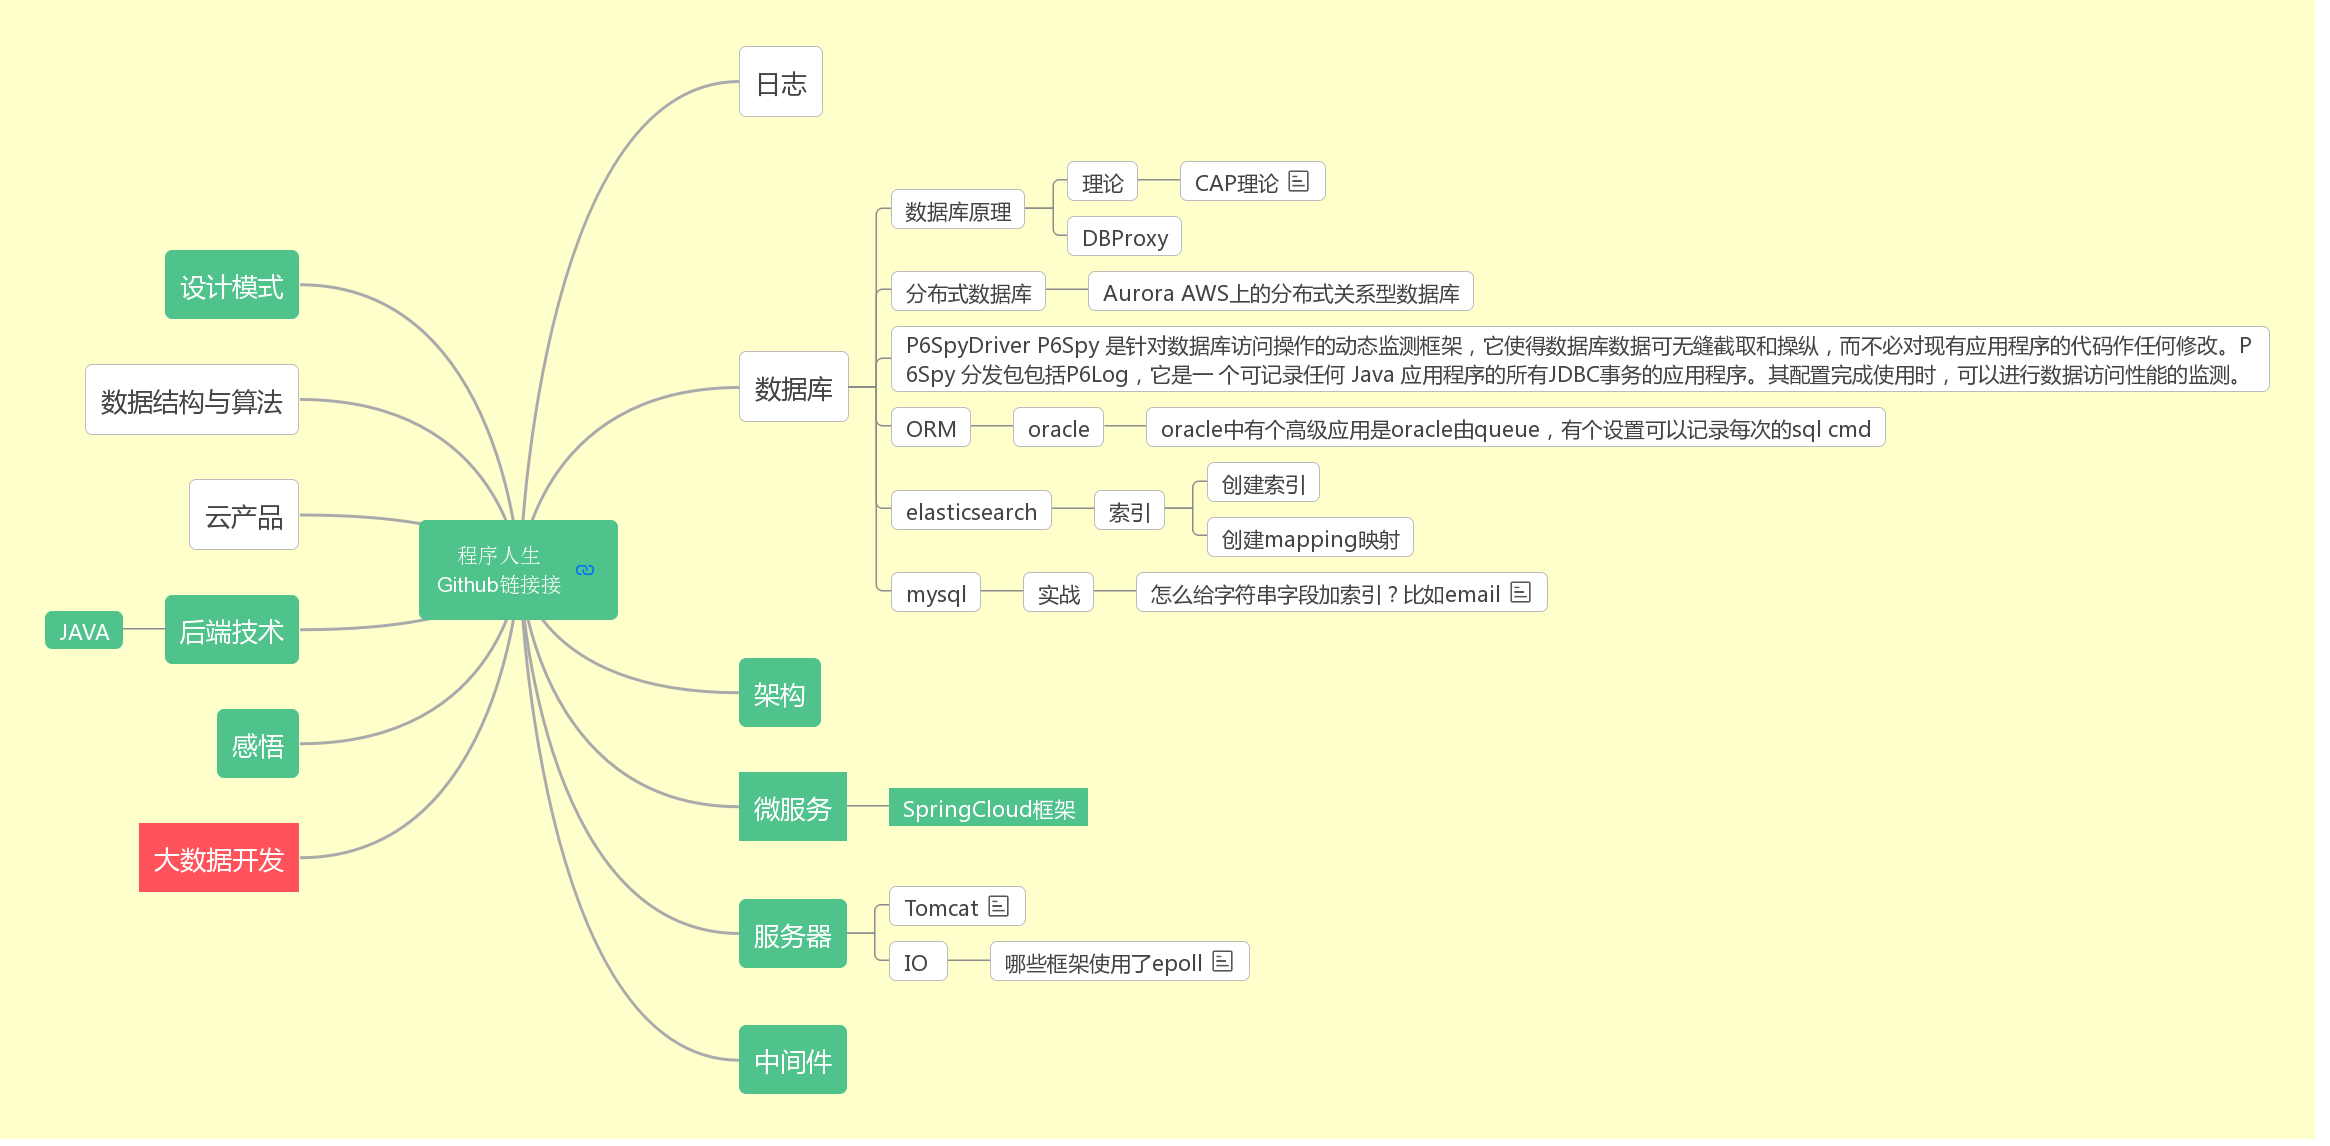 日志
理论
CAP理论
数据库原理
DBProxy
设计模式
分布式数据库
Aurora AWS上的分布式关系型数据库
P6SpyDriver P6Spy 是针对数据库访问操作的动态监测框架，它使得数据库数据可无缝截取和操纵，而不必对现有应用程序的代码作任何修改。P
6Spy 分发包包括P6Log，它是一 个可记录任何 Java 应用程序的所有JDBC事务的应用程序。其配置完成使用时，可以进行数据访问性能的监测。
数据库
数据结构与算法
ORM
oracle
oracle中有个高级应用是oracle由queue，有个设置可以记录每次的sql cmd
创建索引
elasticsearch
索引
创建mapping映射
云产品
程序人生
Github链接接
mysql
实战
怎么给字符串字段加索引？比如email
JAVA
后端技术
架构
感悟
微服务
SpringCloud框架
大数据开发
Tomcat
服务器
IO
哪些框架使用了epoll
中间件